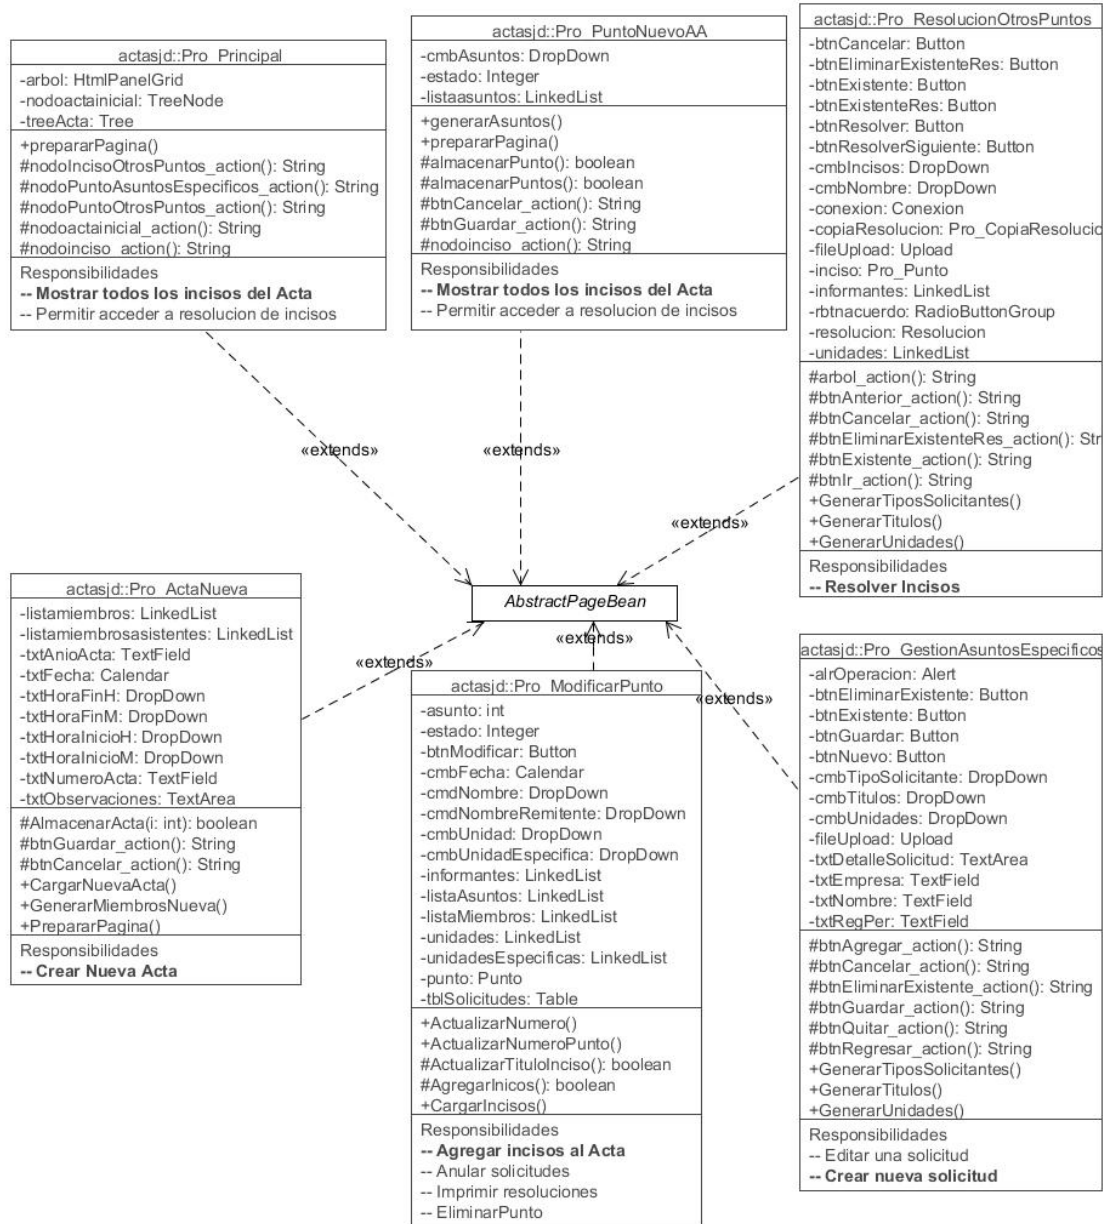 actasjd::Pro_Principal
-arbol: HtmlPanelGrid
-nodoactainicial: TreeNode
-treeActa: Tree
+prepararPagina()
#nodoIncisoOtrosPuntos_action(): String
#nodoPuntoAsuntosEspecificos_action(): String
#nodoPuntoOtrosPuntos_action(): String
#nodoactainicial_action(): String
#nodoinciso_action(): String
Responsibilidades
-- Mostrar todos los incisos del Acta
-- Permitir acceder a resolucion de incisos
actasjd::Pro_PuntoNuevoAA
-cmbAsuntos: DropDown
-estado: Integer
-listaasuntos: LinkedList
+generarAsuntos()
+prepararPagina()
#almacenarPunto(): boolean
#almacenarPuntos(): boolean
#btnCancelar_action(): String
#btnGuardar_action(): String
#nodoinciso_action(): String
Responsibilidades
-- Mostrar todos los incisos del Acta
-- Permitir acceder a resolucion de incisos
actasjd::Pro_ResolucionOtrosPuntos
-btnCancelar: Button
-btnEliminarExistenteRes: Button
-btnExistente: Button
-btnExistenteRes: Button
-btnResolver: Button
-btnResolverSiguiente: Button
-cmbIncisos: DropDown
-cmbNombre: DropDown
-conexion: Conexion
-copiaResolucion: Pro_CopiaResolucio
-fileUpload: Upload
-inciso: Pro_Punto
-informantes: LinkedList
-rbtnacuerdo: RadioButtonGroup
-resolucion: Resolucion
-unidades: LinkedList
#arbol_action(): String
#btnAnterior_action(): String
#btnCancelar_action(): String
#btnEliminarExistenteRes_action(): Str
#btnExistente_action(): String
#btnIr_action(): String
+GenerarTiposSolicitantes()
+GenerarTitulos()
+GenerarUnidades()
Responsibilidades
-- Resolver Incisos
«extends»
«extends»
«extends»
AbstractPageBean
«extends»
«extends»
«extends»
actasjd::Pro_ActaNueva
-listamiembros: LinkedList
-listamiembrosasistentes: LinkedList
-txtAnioActa: TextField
-txtFecha: Calendar
-txtHoraFinH: DropDown
-txtHoraFinM: DropDown
-txtHoraInicioH: DropDown
-txtHoraInicioM: DropDown
-txtNumeroActa: TextField
-txtObservaciones: TextArea
#AlmacenarActa(i: int): boolean
#btnGuardar_action(): String
#btnCancelar_action(): String
+CargarNuevaActa()
+GenerarMiembrosNueva()
+PrepararPagina()
Responsibilidades
-- Crear Nueva Acta
actasjd::Pro_ModificarPunto
-asunto: int
-estado: Integer
-btnModificar: Button
-cmbFecha: Calendar
-cmdNombre: DropDown
-cmdNombreRemitente: DropDown
-cmbUnidad: DropDown
-cmbUnidadEspecifica: DropDown
-informantes: LinkedList
-listaAsuntos: LinkedList
-listaMiembros: LinkedList
-unidades: LinkedList
-unidadesEspecificas: LinkedList
-punto: Punto
-tblSolicitudes: Table
+ActualizarNumero()
+ActualizarNumeroPunto()
#ActualizarTituloInciso(): boolean
#AgregarInicos(): boolean
+CargarIncisos()
Responsibilidades
-- Agregar incisos al Acta
-- Anular solicitudes
-- Imprimir resoluciones
-- EliminarPunto
actasjd::Pro_GestionAsuntosEspecificos
-alrOperacion: Alert
-btnEliminarExistente: Button
-btnExistente: Button
-btnGuardar: Button
-btnNuevo: Button
-cmbTipoSolicitante: DropDown
-cmbTitulos: DropDown
-cmbUnidades: DropDown
-fileUpload: Upload
-txtDetalleSolicitud: TextArea
-txtEmpresa: TextField
-txtNombre: TextField
-txtRegPer: TextField
#btnAgregar_action(): String
#btnCancelar_action(): String
#btnEliminarExistente_action(): String
#btnGuardar_action(): String
#btnQuitar_action(): String
#btnRegresar_action(): String
+GenerarTiposSolicitantes()
+GenerarTitulos()
+GenerarUnidades()
Responsibilidades
-- Editar una solicitud
-- Crear nueva solicitud